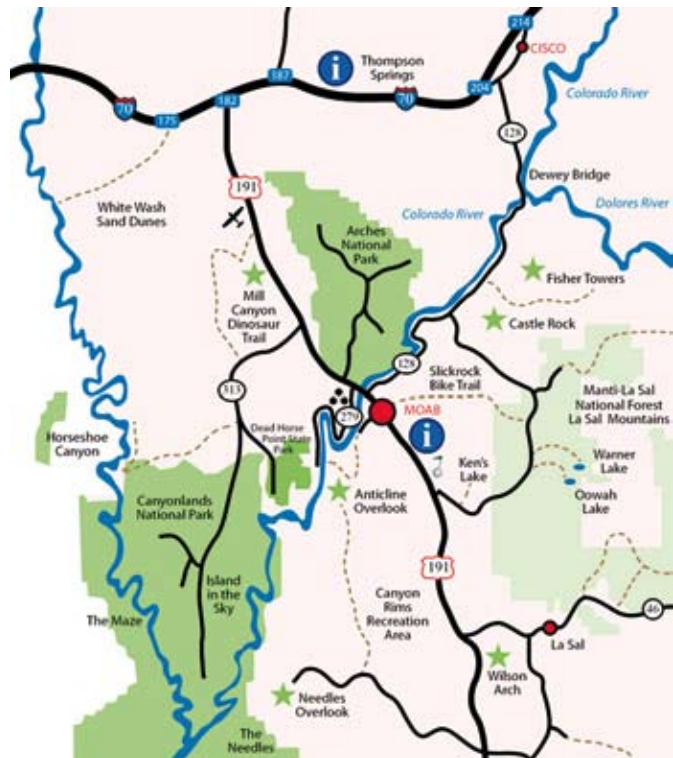 214
CISCO
i
Thompson
Springs
187
70
182
70
204
175
Colorado River
128
191
Dewey Bridge
White Wash
Sand Dunes
Colorado River
Dolores River
Arches
National
Park
Fisher Towers
Mill
Canyon
Dinosaur
Trail
Castle Rock
128
Slickrock
Bike Trail
313
Manti-La Sal
National Forest
La Sal Mountains
279
MOAB
Dead Horse
Point State
Park
i
Horseshoe
Canyon
Ken's
Lake
Warner
Lake
Canyonlands
National Park
Anticline
Overlook
Oowah
Lake
191
Island
in the
Sky
Canyon
Rims
Recreation
Area
46
The Maze
La Sal
Wilson
Arch
Needles
Overlook
The
Needles